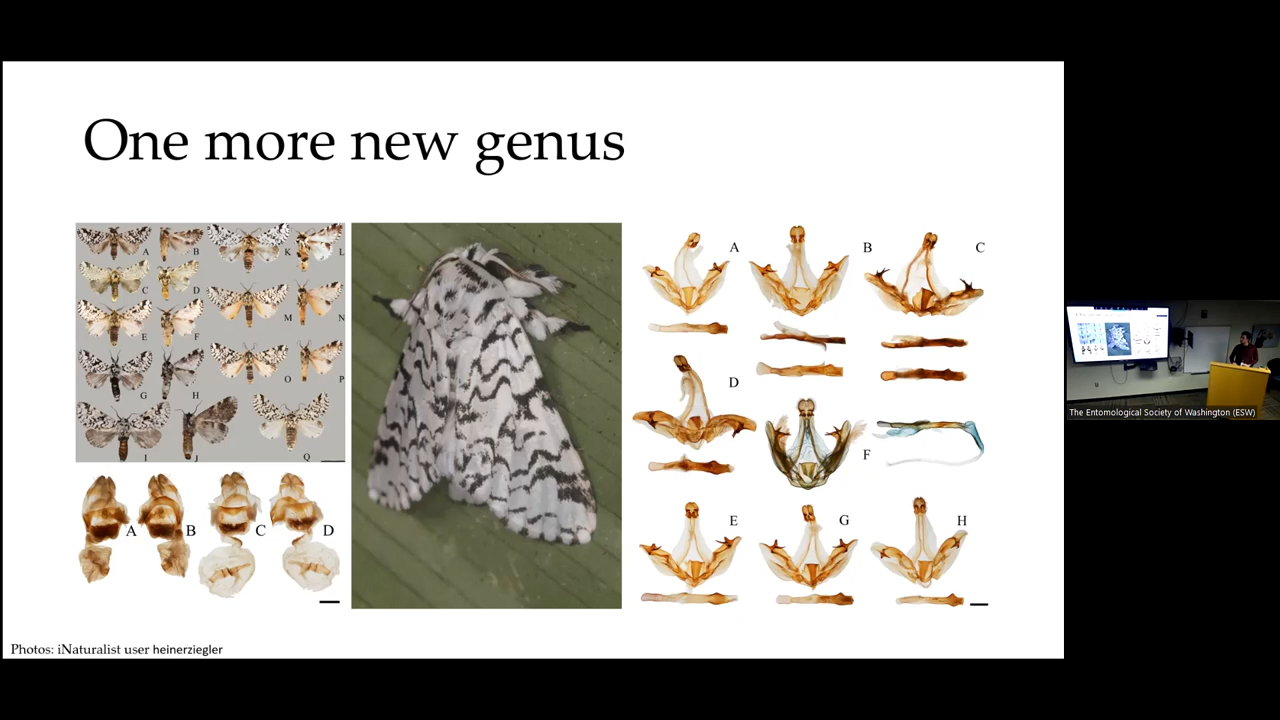 One more new genus
A
B
K
L
C
D
M
N
E
F
O
P
G
H
I
J
Q
A
B
C
D
A
B
C
D
F
E
G
H
Photos: iNaturalist user heinerziegler
The Entomological Society of Washington (ESW)